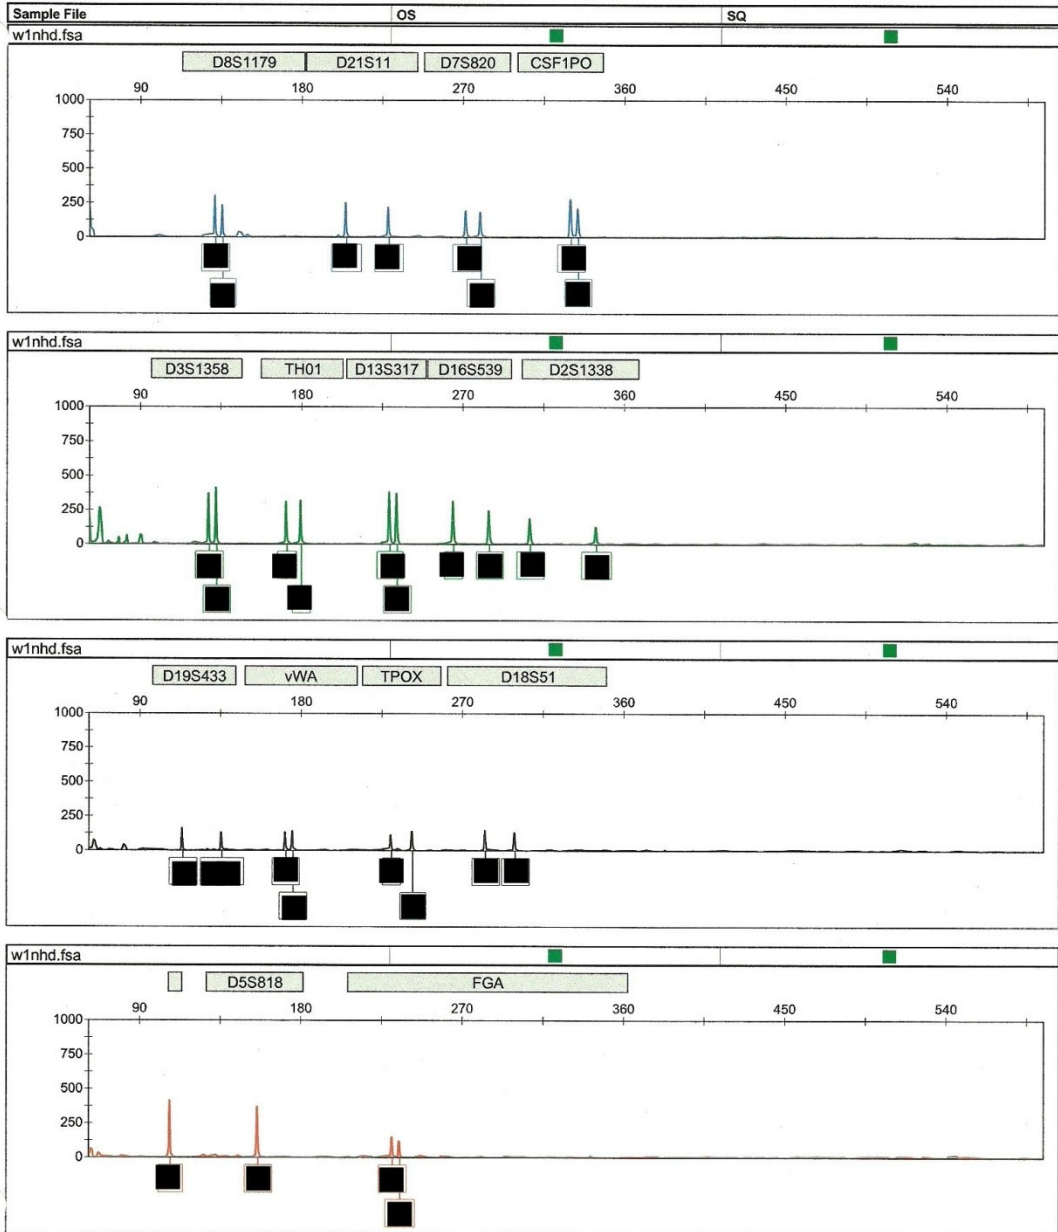 Sample File OS SQ
w1nhd.fsa
D8S1179 D21S11 D7S820 CSF1PO
90 180 270 360 450 540
1000
750
500
250
0
w1nhd.fsa
D3S1358 TH01 D13S317 D16S539 D2S1338
90 180 270 360 450 540
1000
750
500
250
0
w1nhd.fsa
D19S433 vWA TPOX D18S51
90 180 270 360 450 540
1000
750
500
250
0
w1nhd.fsa
D5S818 FGA
90 180 270 360 450 540
1000
750
500
250
0